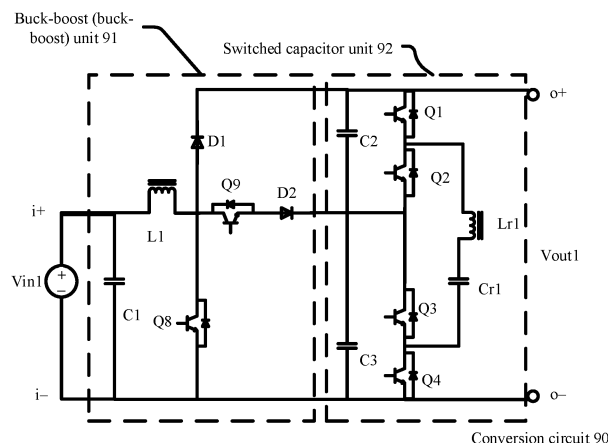 Buck-boost (buck-
boost) unit 91
Switched capacitor unit 92
o+
Q1
D1
C2
Q2
Q9
D2
i+
Lr1
L1
Vout1
Vin1
+
−
C1
Cr1
Q8
Q3
C3
Q4
i−
o−
Conversion circuit 90